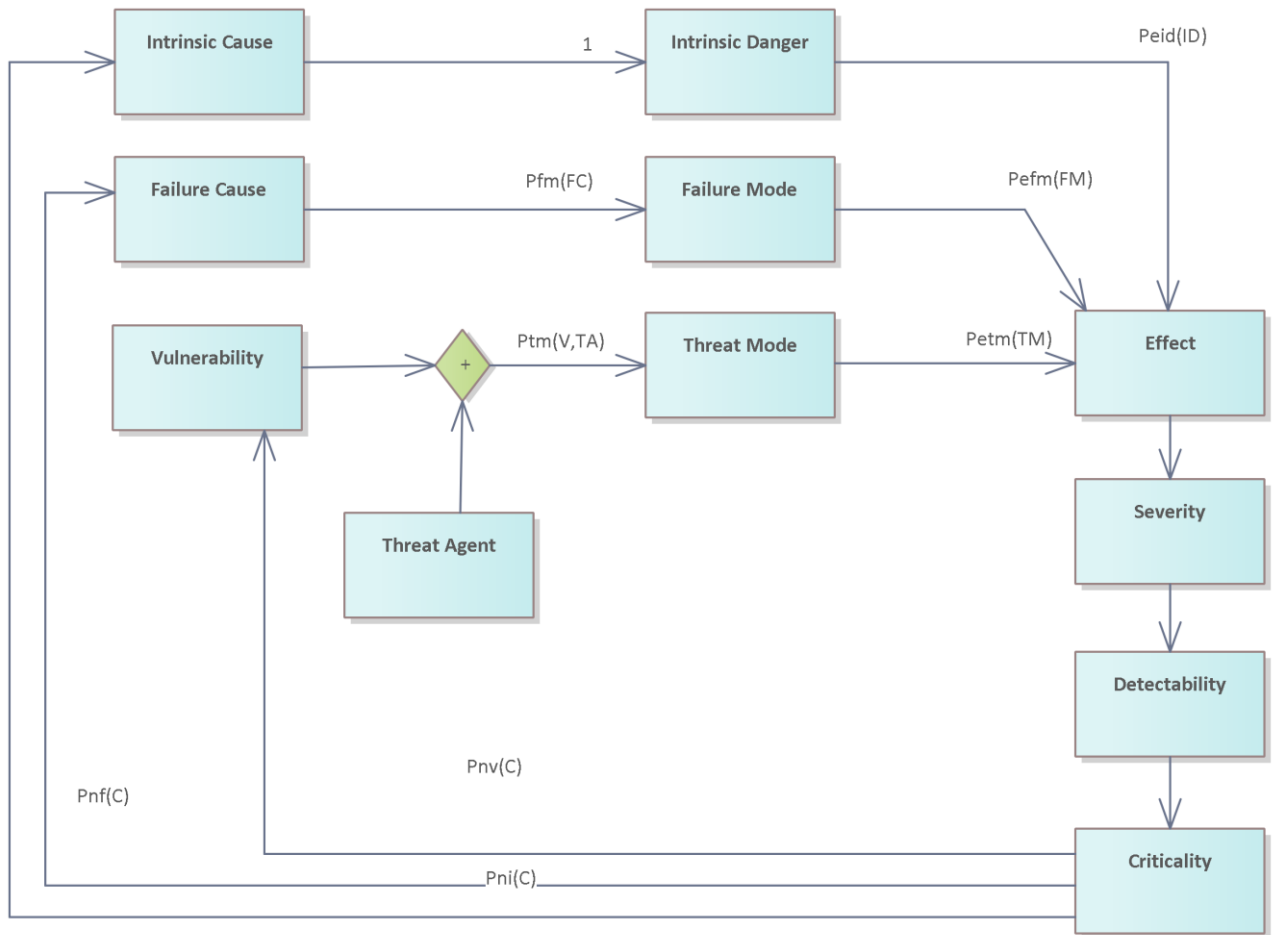 Intrinsic Cause
1
Intrinsic Danger
Peid(ID)
Failure Cause
Pfm(FC)
Failure Mode
Pefm(FM)
Vulnerability
+
Ptm(V,TA)
Threat Mode
Petm(TM)
Effect
Threat Agent
Severity
Detectability
Pnv(C)
Pnf(C)
Pni(C)
Criticality